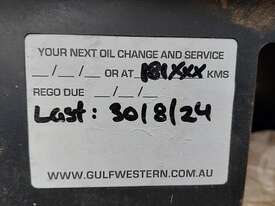 YOUR NEXT OIL CHANGE AND SERVICE
__/__/__ OR AT 181XXX KMS
REGO DUE __/__/__
Last: 30/8/24
WWW.GULFWESTERN.COM.AU